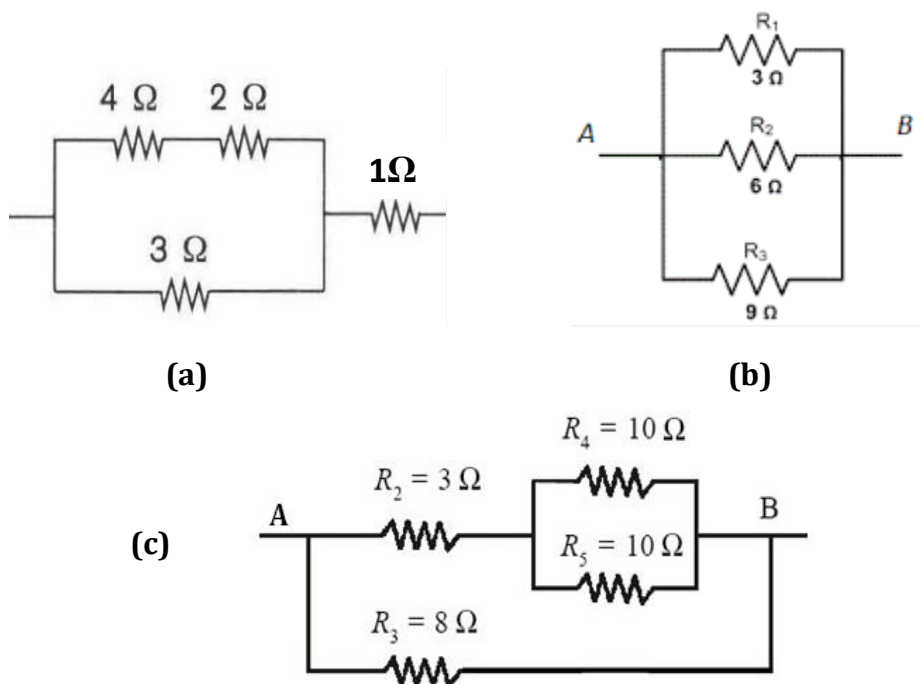 4 Ω 2 Ω
1Ω
3 Ω
(a)
R1
3 Ω
A
R2
B
6 Ω
R3
9 Ω
(b)
R4 = 10 Ω
R2 = 3 Ω
A
B
(c)
R5 = 10 Ω
R3 = 8 Ω